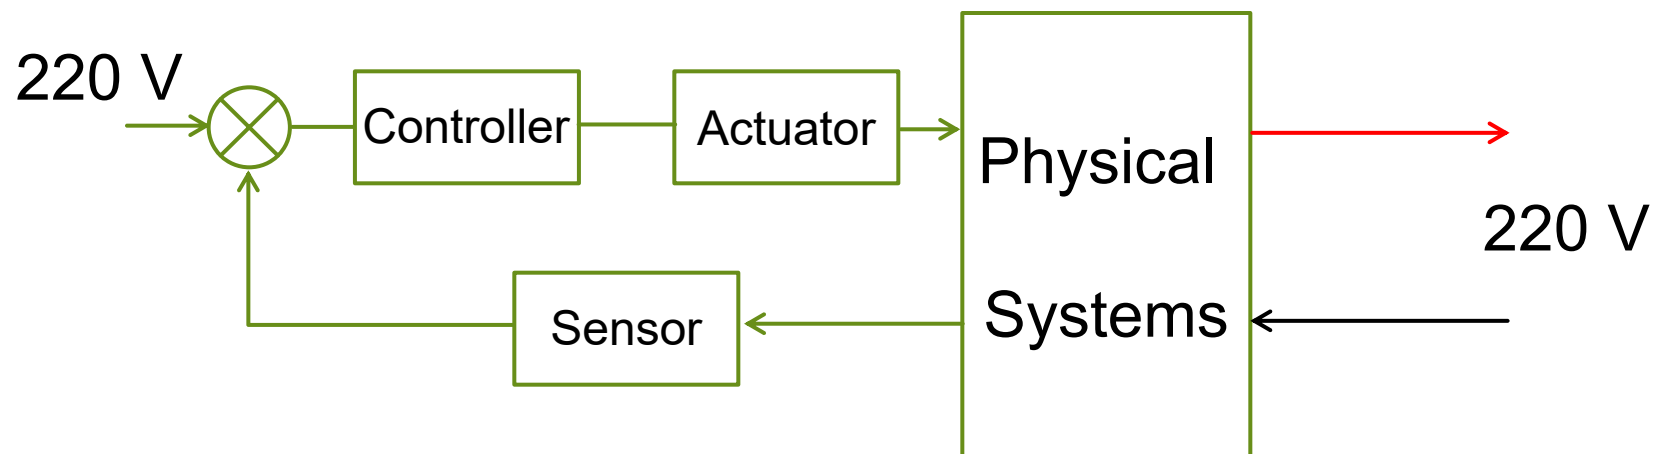 220 V
Controller
Actuator
Physical
Systems
220 V
Sensor